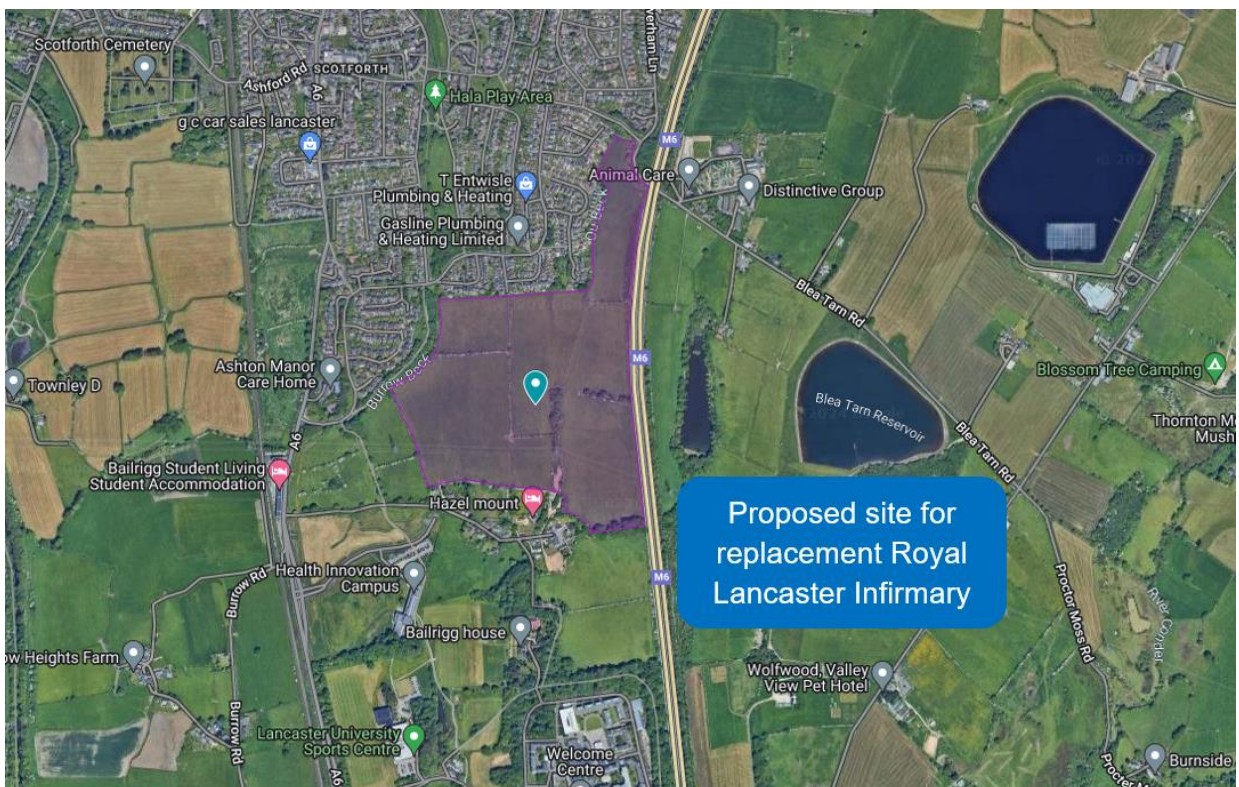 Scotforth Cemetery
Ashford Rd
SCOTFORTH
A6
Hala Play Area
g c car sales lancaster
M6
Animal Care
Distinctive Group
T Entwisle
Plumbing & Heating
Gasline Plumbing
& Heating Limited
Ou Beck
Blea Tarn Rd
M6
Ashton Manor
Care Home
Burrow Beck
Townley D
Blossom Tree Camping
Blea Tarn Reservoir
Thornton M
Mush
A6
Blea Tarn Rd
Bailrigg Student Living
Student Accommodation
Hazel mount
Proposed site for
replacement Royal
Lancaster Infirmary
Health Innovation
Campus
M6
Burrow Rd
Proctor Moss Rd
River Conder
Bailrigg house
ow Heights Farm
Wolfwood, Valley
View Pet Hotel
Burrow Rd
Lancaster University
Sports Centre
Welcome
Centre
A6
Burnside